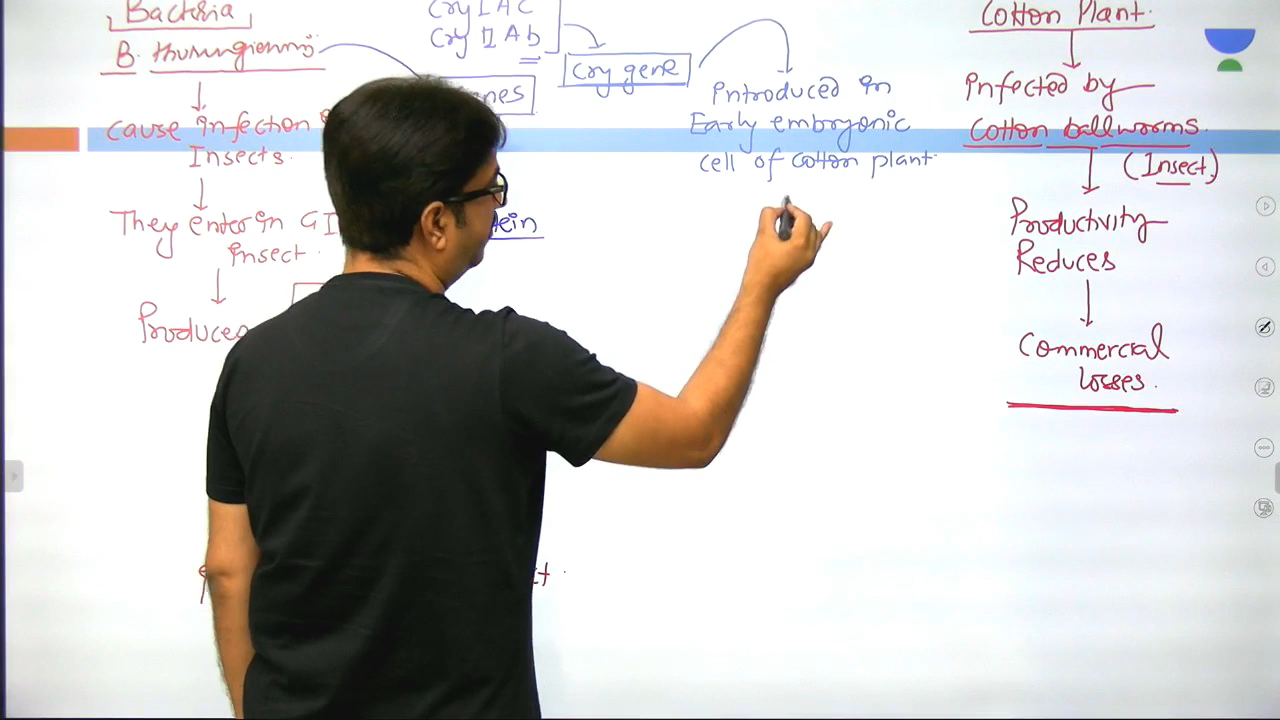 Bacteria
B. thuringiensis
cause infection
Insects.
They enter in GI
Insect.
Produces
Cry I AC
Cry II Ab
Cry gene
Introduced in
Early embryonic
cell of cotton plant
Cotton Plant.
Infected by
Cotton ballworms
(Insect)
Productivity
Reduces
Commercial
losses.